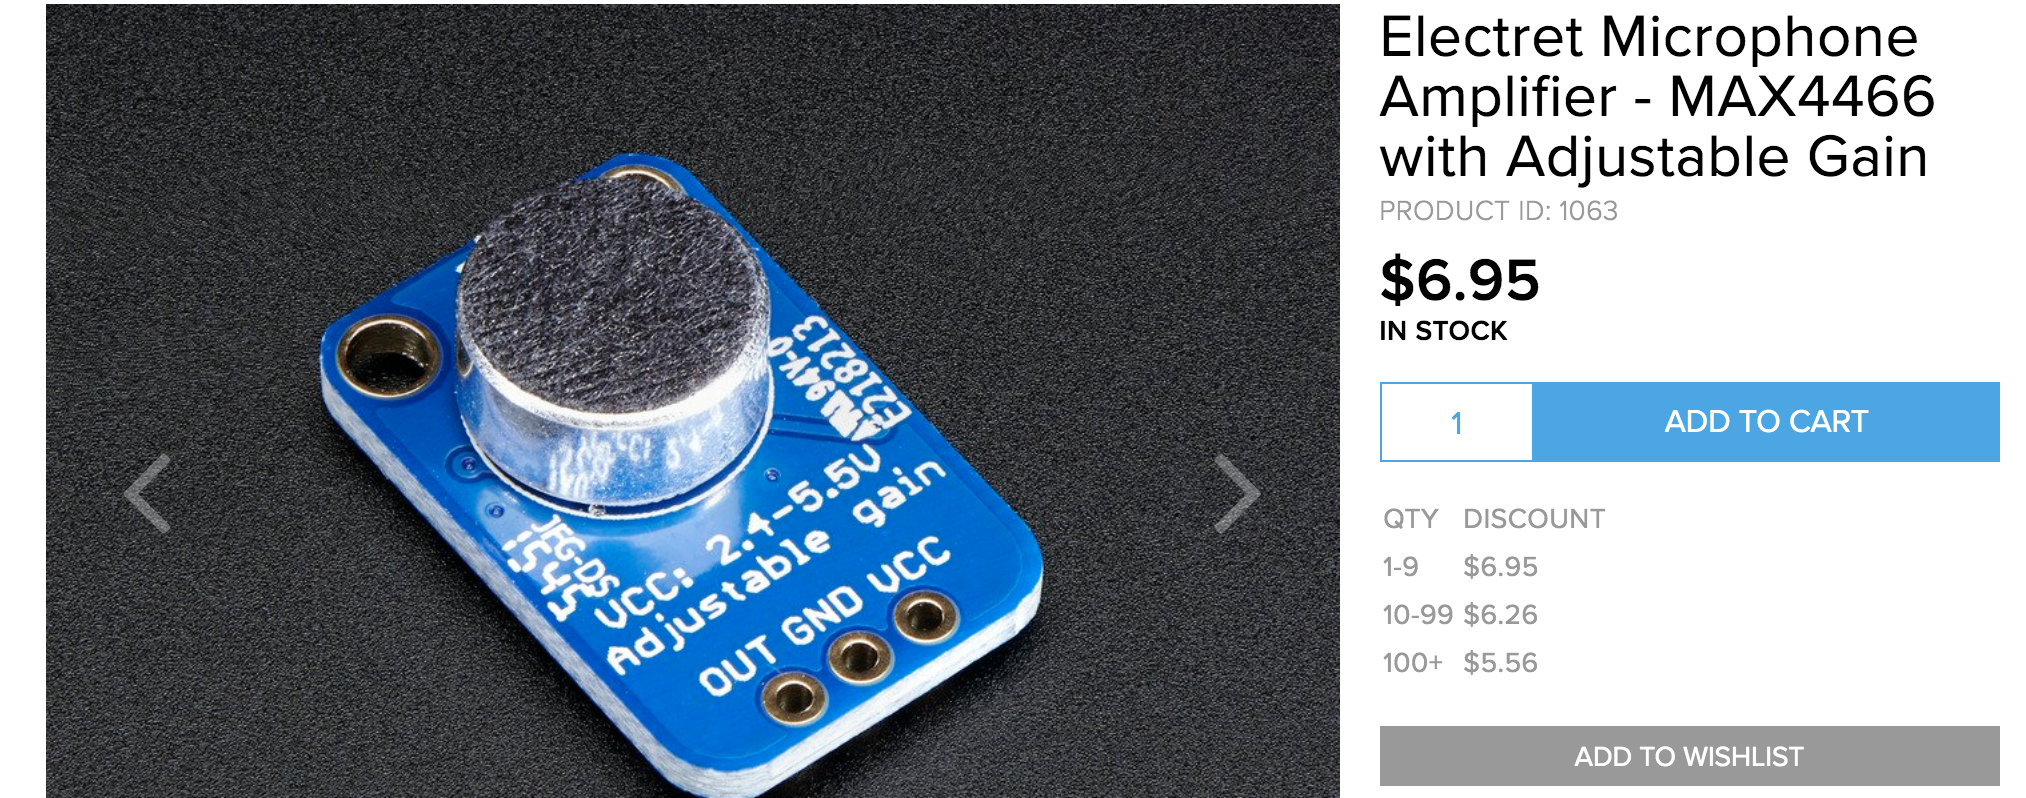 Electret Microphone
Amplifier - MAX4466
with Adjustable Gain
PRODUCT ID: 1063
$6.95
IN STOCK
1
ADD TO CART
QTY DISCOUNT
1-9 $6.95
10-99 $6.26
100+ $5.56
ADD TO WISHLIST
94V-0
E218213
JFG-DS
1545
VCC: 2.4-5.5V
Adjustable gain
OUT GND VCC